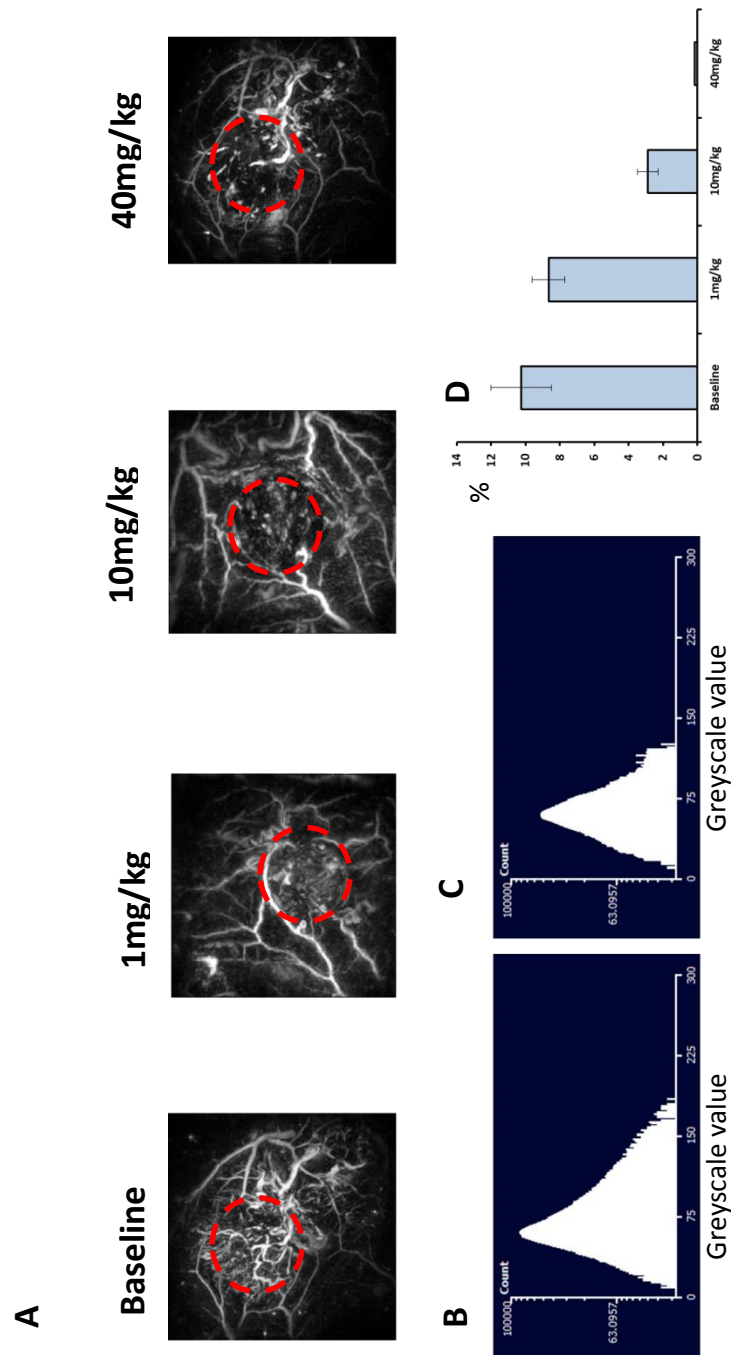 A
Baseline
1mg/kg
10mg/kg
40mg/kg
B
Count
100000
63.0957
0
75
150
225
300
Greyscale value
C
Count
100000
63.0957
0
75
150
225
300
Greyscale value
D
%
14
12
10
8
6
4
2
0
Baseline
1mg/kg
10mg/kg
40mg/kg